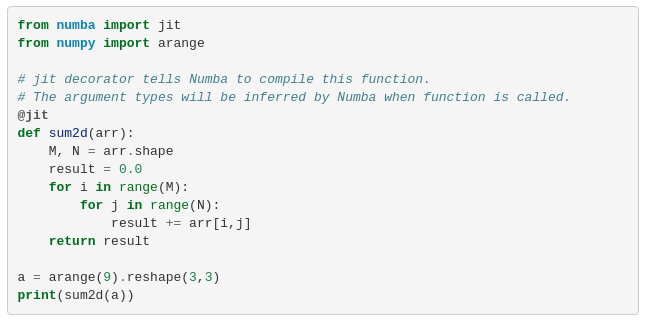 from numba import jit
from numpy import arange

# jit decorator tells Numba to compile this function.
# The argument types will be inferred by Numba when function is called.
@jit
def sum2d(arr):
    M, N = arr.shape
    result = 0.0
    for i in range(M):
        for j in range(N):
            result += arr[i,j]
    return result

a = arange(9).reshape(3,3)
print(sum2d(a))